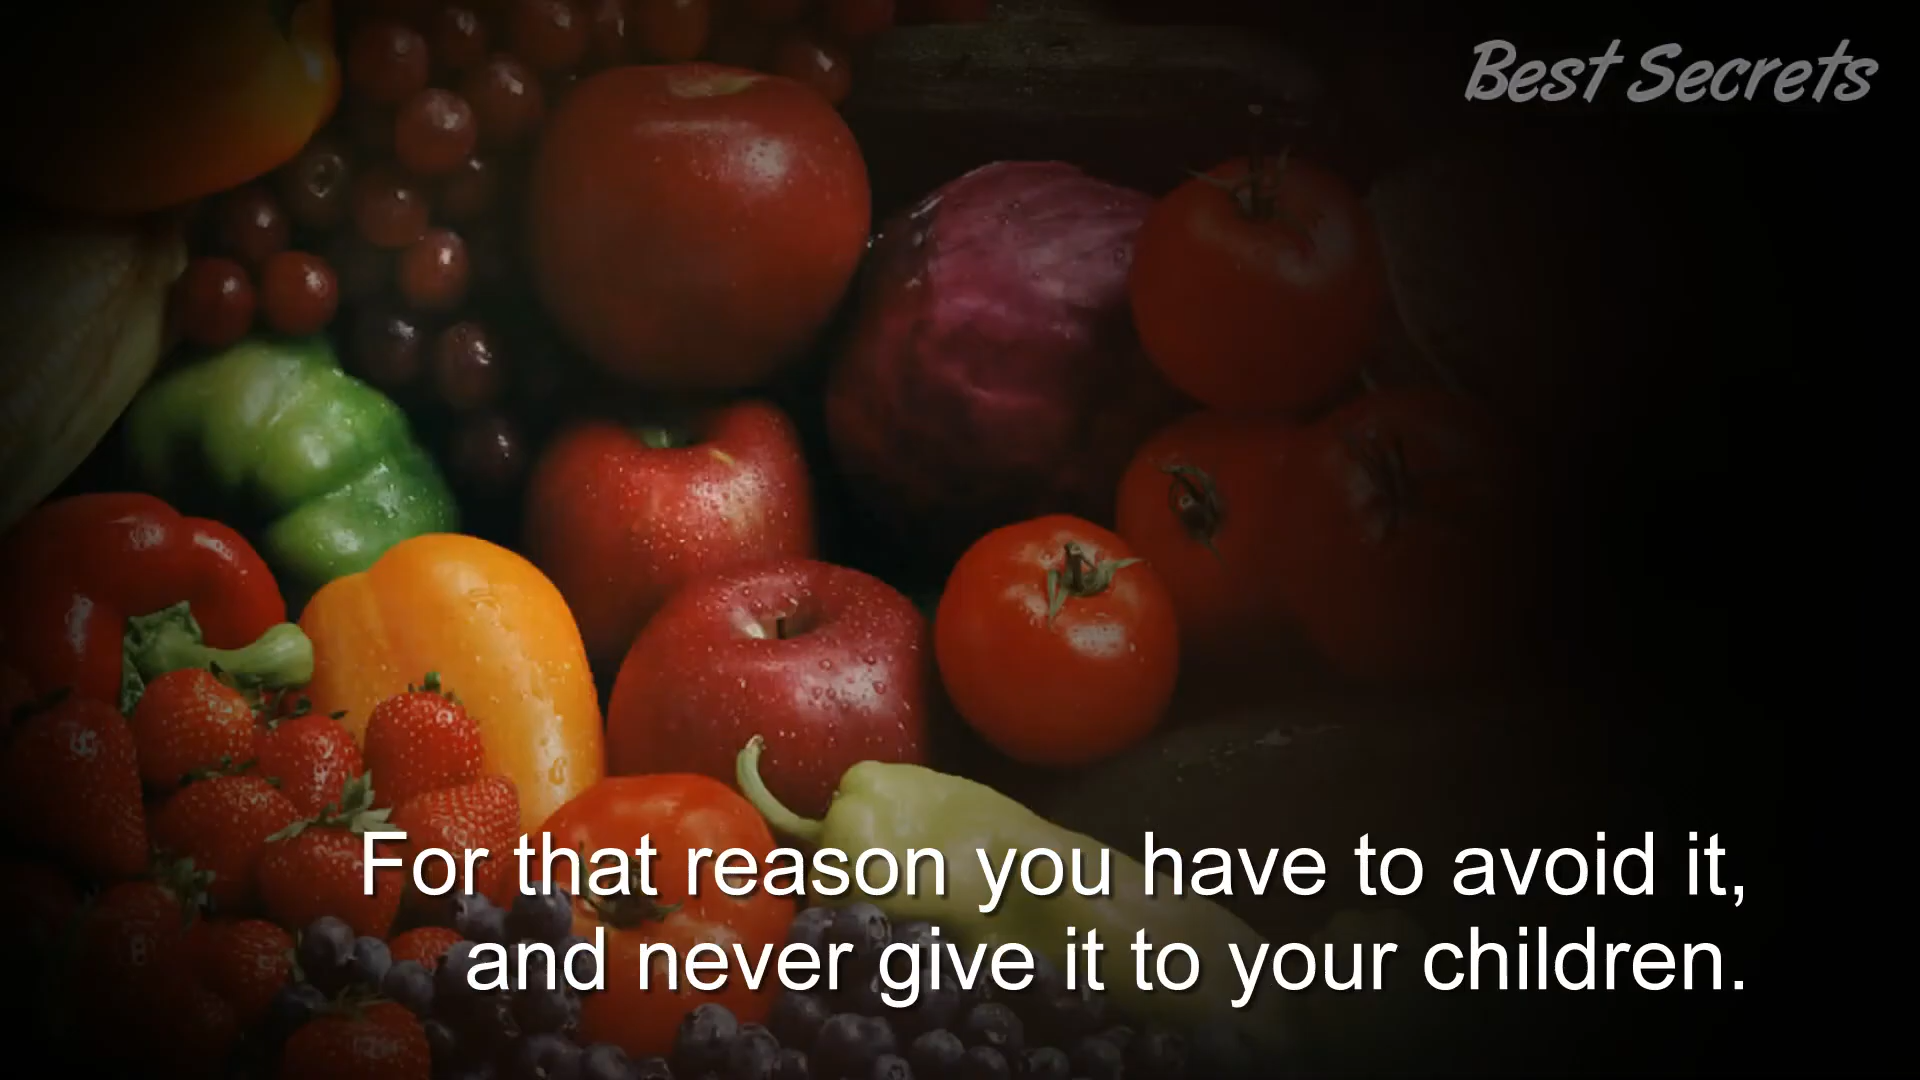 Best Secrets
For that reason you have to avoid it,
and never give it to your children.